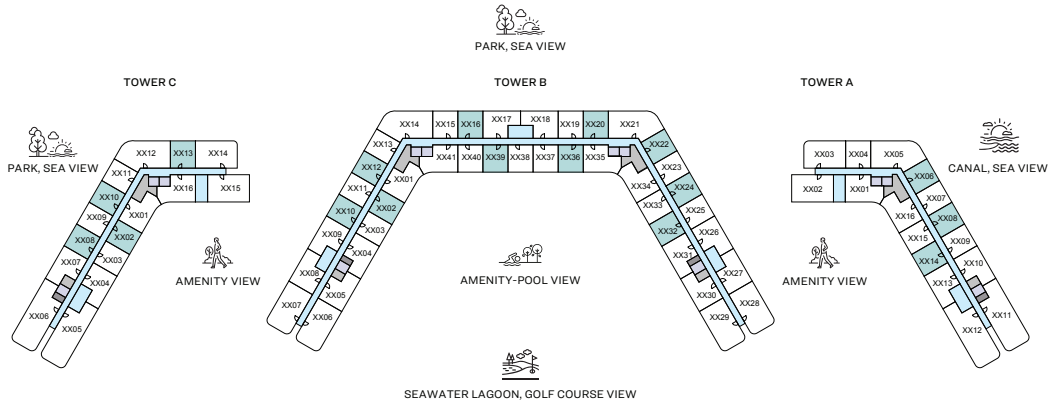 PARK, SEA VIEW
TOWER C
TOWER B
TOWER A
PARK, SEA VIEW
CANAL, SEA VIEW
XX12
XX13
XX14
XX11
XX16
XX15
XX10
XX01
XX09
XX02
XX08
XX03
XX07
XX04
XX06
XX05
AMENITY VIEW
XX14
XX15
XX16
XX17
XX18
XX19
XX20
XX21
XX13
XX41
XX40
XX39
XX38
XX37
XX36
XX35
XX22
XX12
XX01
XX34
XX23
XX11
XX02
XX33
XX24
XX10
XX03
XX32
XX25
XX09
XX04
XX31
XX26
XX08
XX05
XX30
XX27
XX07
XX06
XX29
XX28
AMENITY-POOL VIEW
XX03
XX04
XX05
XX02
XX01
XX06
XX16
XX07
XX15
XX08
XX14
XX09
XX13
XX10
XX12
XX11
AMENITY VIEW
SEAWATER LAGOON, GOLF COURSE VIEW